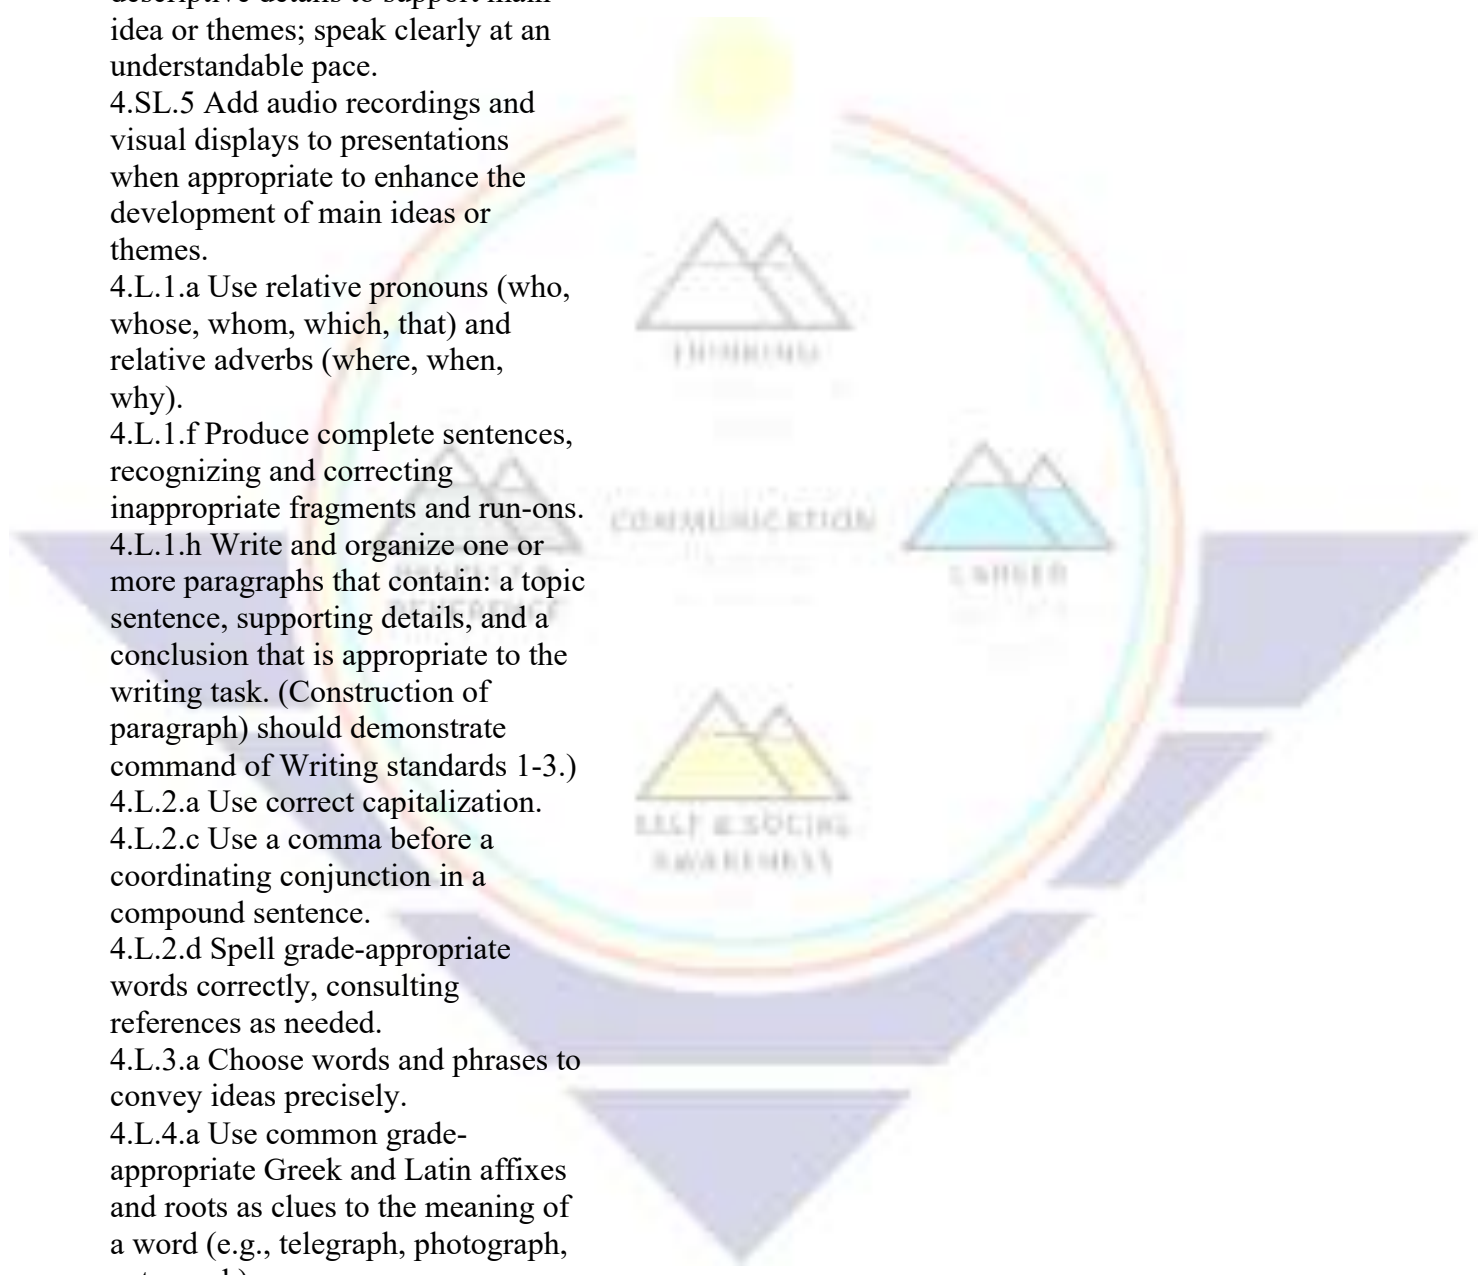 descriptive details to support main
idea or themes; speak clearly at an
understandable pace.
4.SL.5 Add audio recordings and
visual displays to presentations
when appropriate to enhance the
development of main ideas or
themes.
4.L.1.a Use relative pronouns (who,
whose, whom, which, that) and
relative adverbs (where, when,
why).
4.L.1.f Produce complete sentences,
recognizing and correcting
inappropriate fragments and run-ons.
4.L.1.h Write and organize one or
more paragraphs that contain: a topic
sentence, supporting details, and a
conclusion that is appropriate to the
writing task. (Construction of
paragraph) should demonstrate
command of Writing standards 1-3.)
4.L.2.a Use correct capitalization.
4.L.2.c Use a comma before a
coordinating conjunction in a
compound sentence.
4.L.2.d Spell grade-appropriate
words correctly, consulting
references as needed.
4.L.3.a Choose words and phrases to
convey ideas precisely.
4.L.4.a Use common grade-
appropriate Greek and Latin affixes
and roots as clues to the meaning of
a word (e.g., telegraph, photograph,
THINKING
COMMUNICATION
CAREER
SELF & SOCIAL
AWARENESS